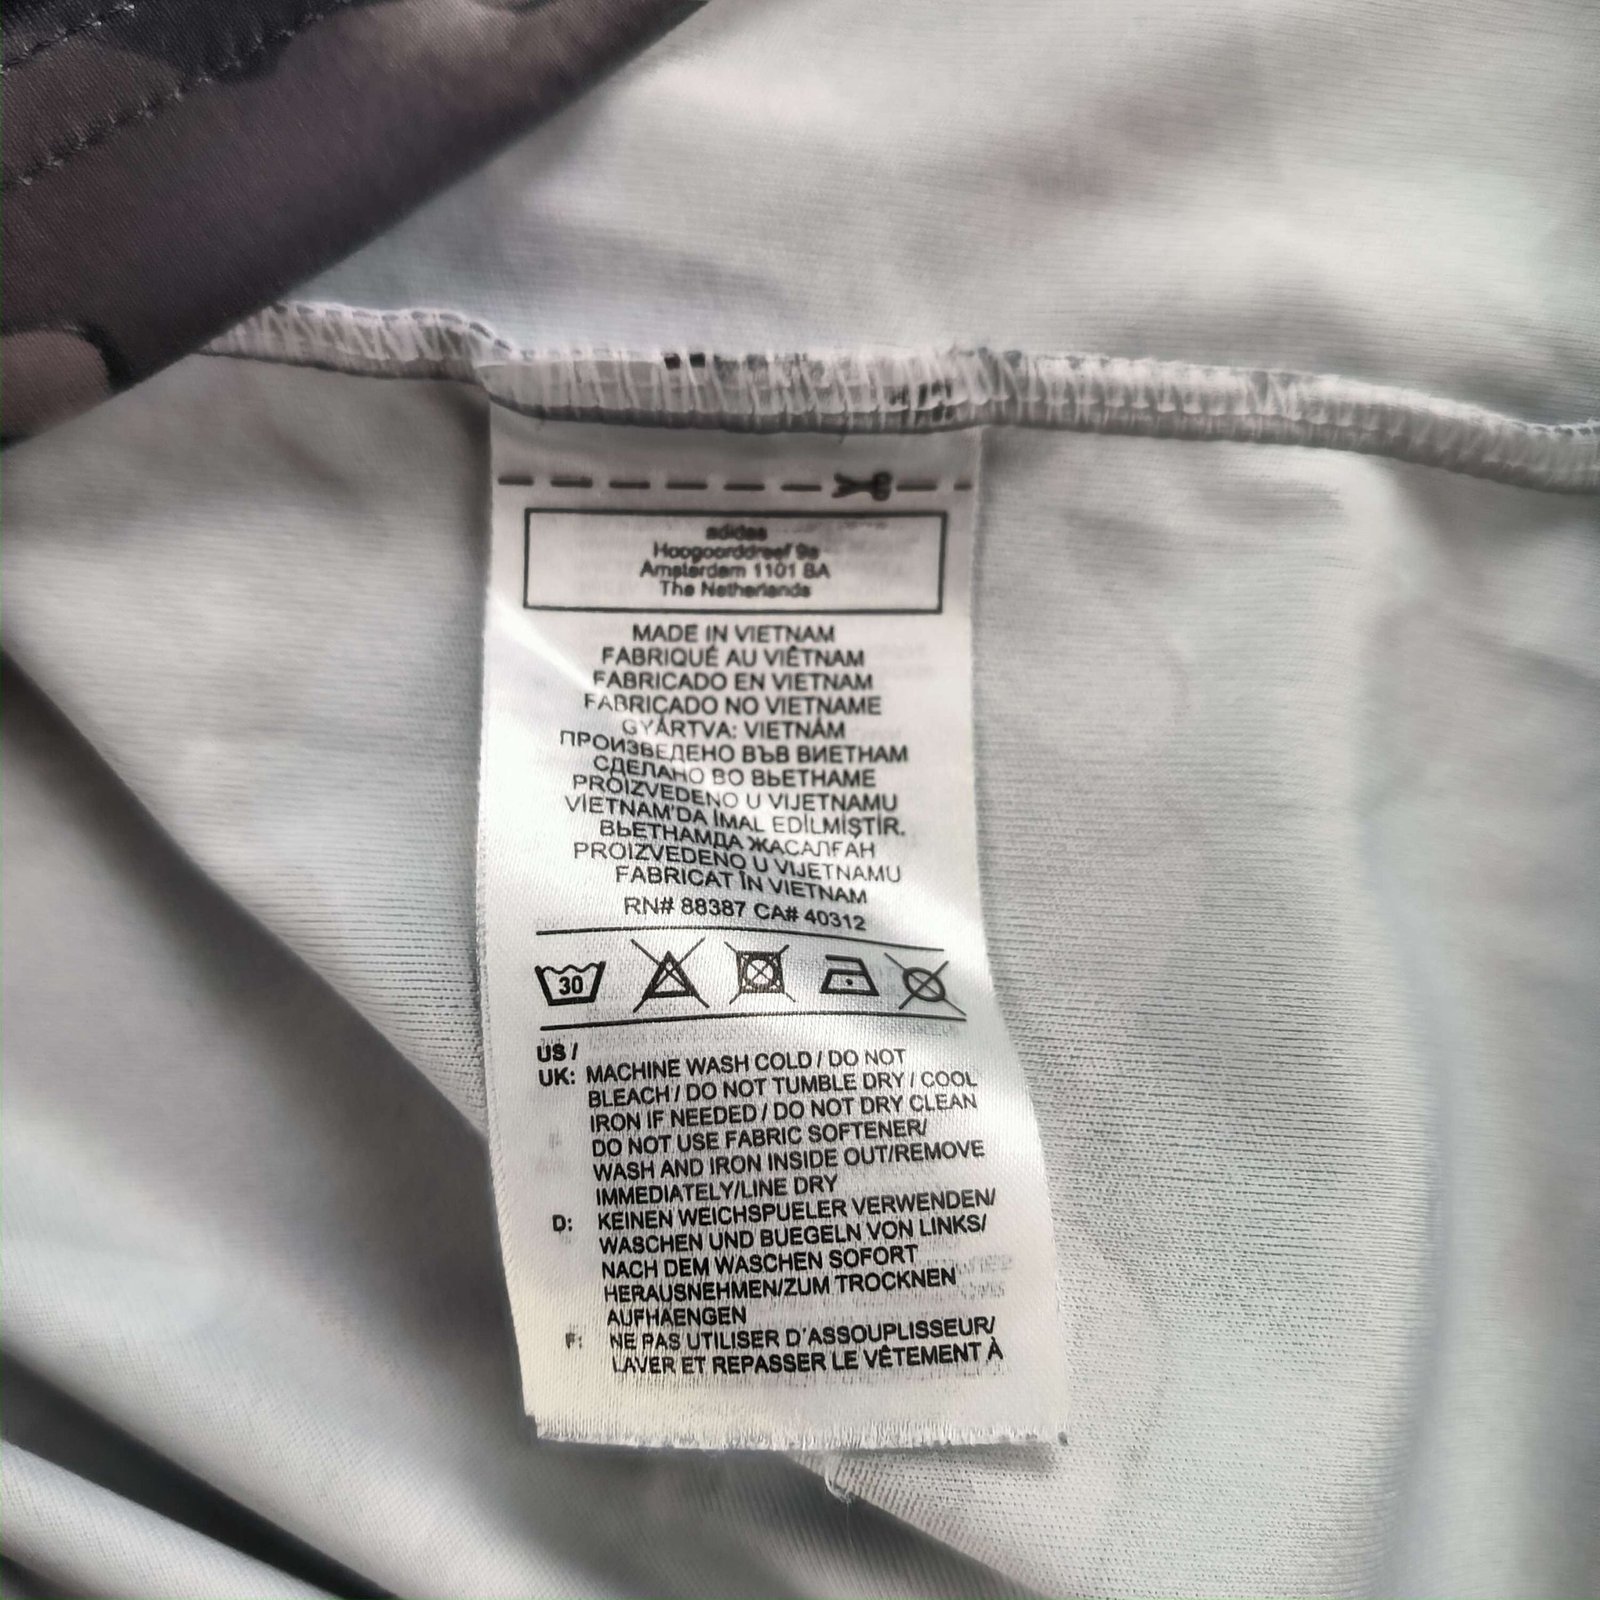 adidas
Hoogoorddreef 9a
Amsterdam 1101 BA
The Netherlands
MADE IN VIETNAM
FABRIQUÉ AU VIÊTNAM
FABRICADO EN VIETNAM
FABRICADO NO VIETNAME
GYÁRTVA: VIETNÁM
ПРОИЗВЕДЕНО ВЪВ ВИЕТНАМ
СДЕЛАНО ВО ВЬЕТНАМЕ
PROIZVEDENO U VIJETNAMU
VİETNAM'DA İMAL EDİLMİŞTİR.
ВЬЕТНАМДА ЖАСАЛҒАН
PROIZVEDENO U VIJETNAMU
FABRICAT ÎN VIETNAM
RN# 88387 CA# 40312
30
US /
UK: MACHINE WASH COLD / DO NOT
BLEACH / DO NOT TUMBLE DRY / COOL
IRON IF NEEDED / DO NOT DRY CLEAN
DO NOT USE FABRIC SOFTENER/
WASH AND IRON INSIDE OUT/REMOVE
IMMEDIATELY/LINE DRY
D: KEINEN WEICHSPUELER VERWENDEN/
WASCHEN UND BUEGELN VON LINKS/
NACH DEM WASCHEN SOFORT
HERAUSNEHMEN/ZUM TROCKNEN
AUFHAENGEN
F: NE PAS UTILISER D'ASSOUPLISSEUR/
LAVER ET REPASSER LE VÊTEMENT À